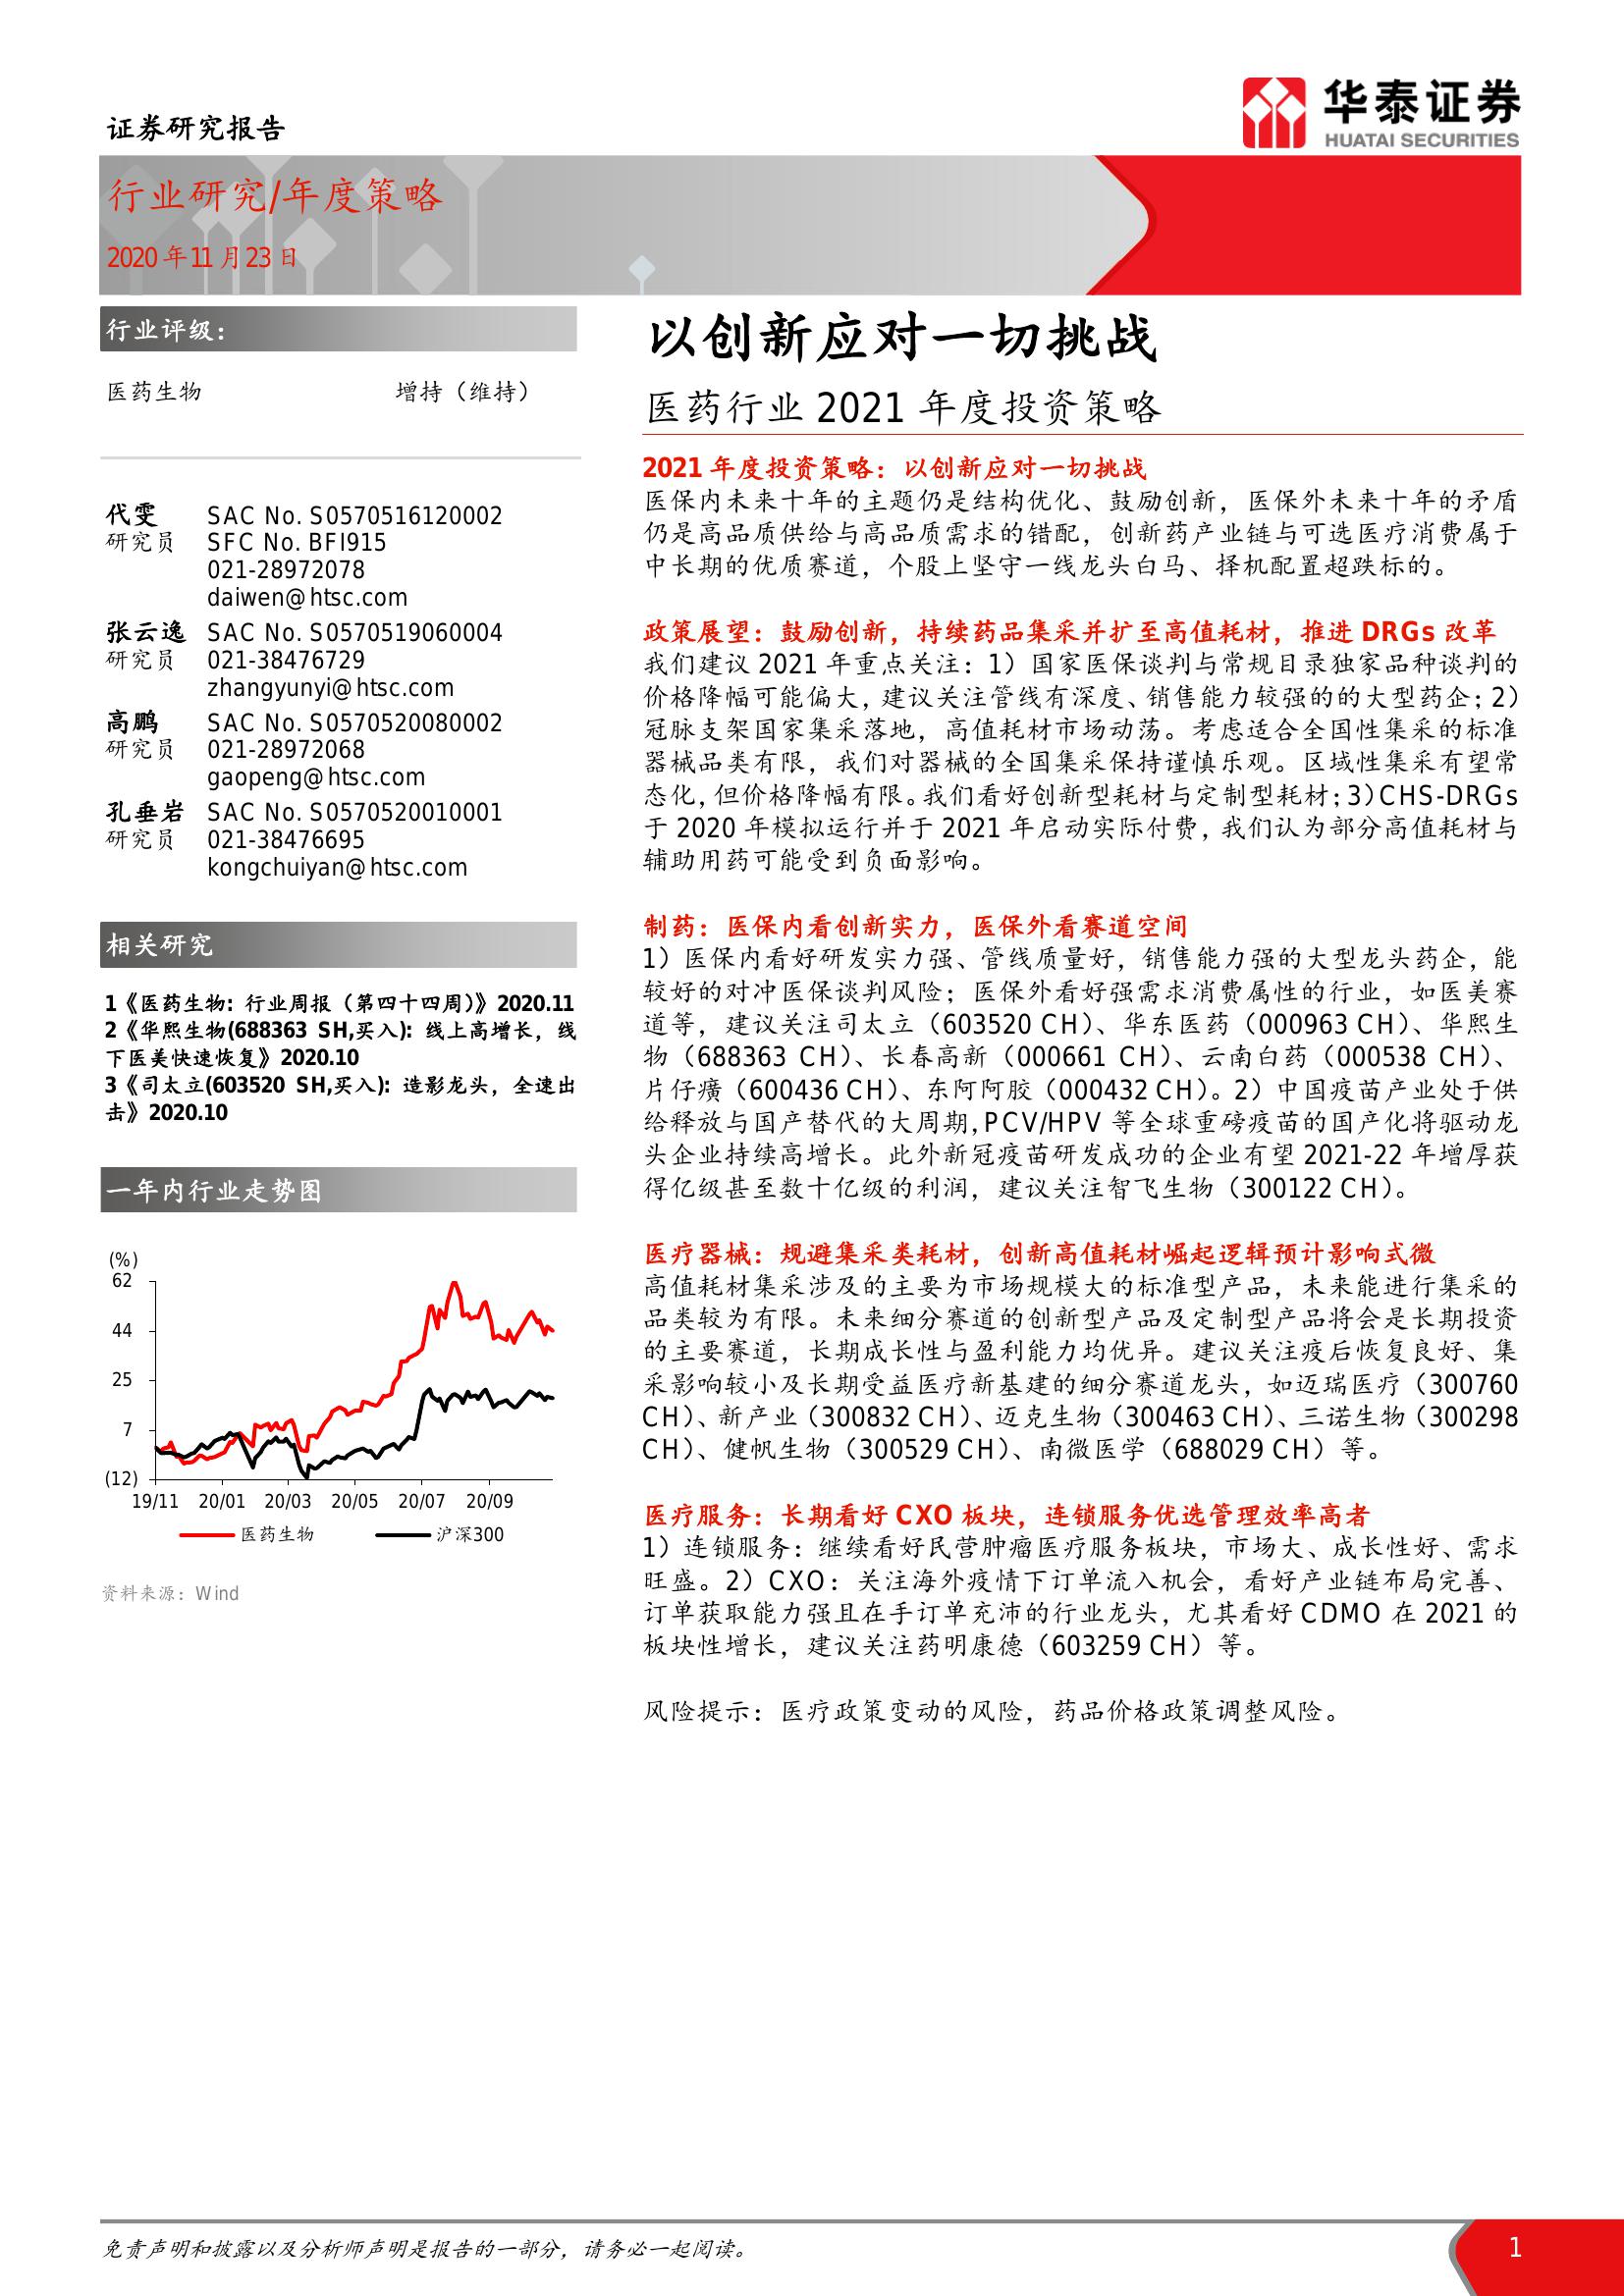 证券研究报告
华泰证券
HUATAI SECURITIES
行业研究/年度策略
2020年11月23日
行业评级：
医药生物 增持（维持）
代雯 SAC No. S0570516120002
研究员 SFC No. BFI915
021-28972078
daiwen@htsc.com
张云逸 SAC No. S0570519060004
研究员 021-38476729
zhangyunyi@htsc.com
高鹏 SAC No. S0570520080002
研究员 021-28972068
gaopeng@htsc.com
孔垂岩 SAC No. S0570520010001
研究员 021-38476695
kongchuiyan@htsc.com
相关研究
1《医药生物: 行业周报（第四十四周）》2020.11
2《华熙生物(688363 SH,买入): 线上高增长，线
下医美快速恢复》2020.10
3《司太立(603520 SH,买入): 造影龙头，全速出
击》2020.10
一年内行业走势图
(%)
62
44
25
7
(12)
19/11 20/01 20/03 20/05 20/07 20/09
医药生物 沪深300
资料来源：Wind
以创新应对一切挑战
医药行业 2021 年度投资策略
2021 年度投资策略：以创新应对一切挑战
医保内未来十年的主题仍是结构优化、鼓励创新，医保外未来十年的矛盾
仍是高品质供给与高品质需求的错配，创新药产业链与可选医疗消费属于
中长期的优质赛道，个股上坚守一线龙头白马、择机配置超跌标的。
政策展望：鼓励创新，持续药品集采并扩至高值耗材，推进 DRGs 改革
我们建议 2021 年重点关注：1）国家医保谈判与常规目录独家品种谈判的
价格降幅可能偏大，建议关注管线有深度、销售能力较强的的大型药企；2）
冠脉支架国家集采落地，高值耗材市场动荡。考虑适合全国性集采的标准
器械品类有限，我们对器械的全国集采保持谨慎乐观。区域性集采有望常
态化，但价格降幅有限。我们看好创新型耗材与定制型耗材；3）CHS-DRGs
于 2020 年模拟运行并于 2021 年启动实际付费，我们认为部分高值耗材与
辅助用药可能受到负面影响。
制药：医保内看创新实力，医保外看赛道空间
1）医保内看好研发实力强、管线质量好，销售能力强的大型龙头药企，能
较好的对冲医保谈判风险；医保外看好强需求消费属性的行业，如医美赛
道等，建议关注司太立（603520 CH）、华东医药（000963 CH）、华熙生
物（688363 CH）、长春高新（000661 CH）、云南白药（000538 CH）、
片仔癀（600436 CH）、东阿阿胶（000432 CH）。2）中国疫苗产业处于供
给释放与国产替代的大周期，PCV/HPV 等全球重磅疫苗的国产化将驱动龙
头企业持续高增长。此外新冠疫苗研发成功的企业有望 2021-22 年增厚获
得亿级甚至数十亿级的利润，建议关注智飞生物（300122 CH）。
医疗器械：规避集采类耗材，创新高值耗材崛起逻辑预计影响式微
高值耗材集采涉及的主要为市场规模大的标准型产品，未来能进行集采的
品类较为有限。未来细分赛道的创新型产品及定制型产品将会是长期投资
的主要赛道，长期成长性与盈利能力均优异。建议关注疫后恢复良好、集
采影响较小及长期受益医疗新基建的细分赛道龙头，如迈瑞医疗（300760
CH）、新产业（300832 CH）、迈克生物（300463 CH）、三诺生物（300298
CH）、健帆生物（300529 CH）、南微医学（688029 CH）等。
医疗服务：长期看好 CXO 板块，连锁服务优选管理效率高者
1）连锁服务：继续看好民营肿瘤医疗服务板块，市场大、成长性好、需求
旺盛。2）CXO：关注海外疫情下订单流入机会，看好产业链布局完善、
订单获取能力强且在手订单充沛的行业龙头，尤其看好 CDMO 在 2021 的
板块性增长，建议关注药明康德（603259 CH）等。
风险提示：医疗政策变动的风险，药品价格政策调整风险。
免责声明和披露以及分析师声明是报告的一部分，请务必一起阅读。
1